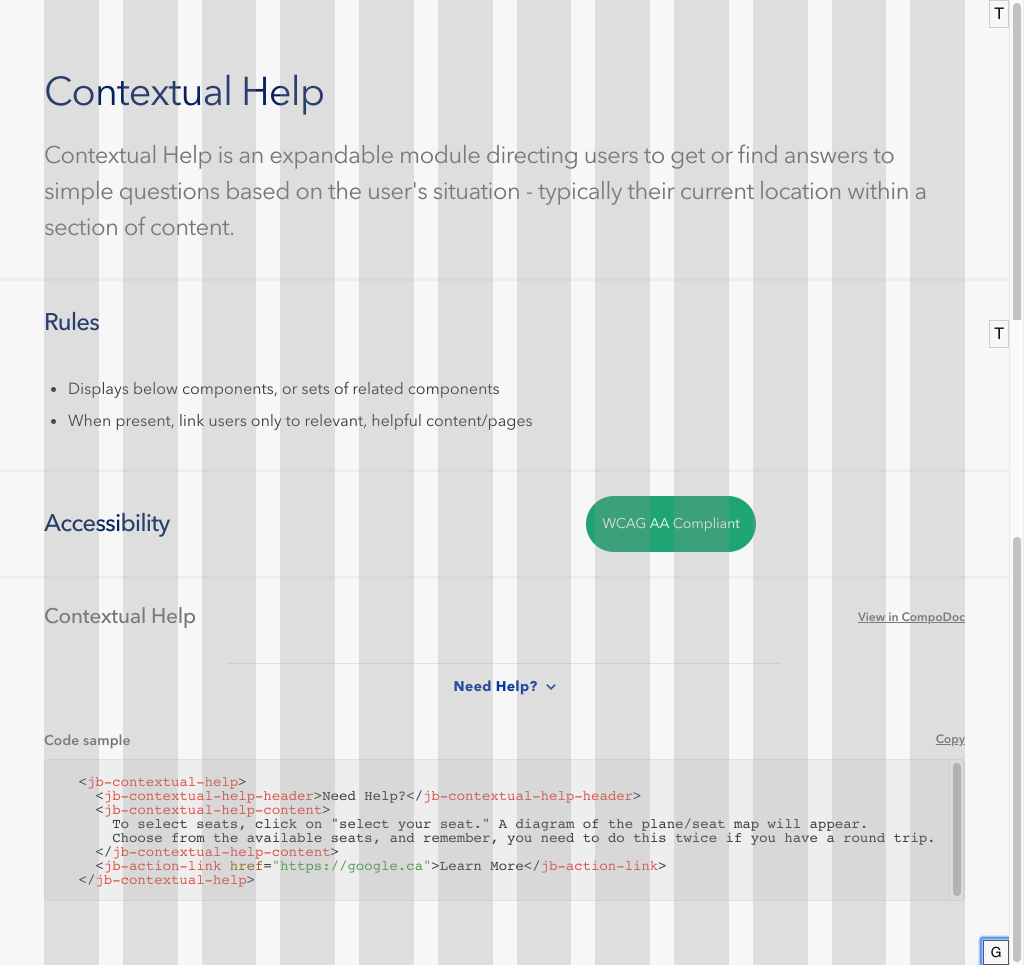 T
Contextual Help
Contextual Help is an expandable module directing users to get or find answers to
simple questions based on the user's situation - typically their current location within a
section of content.
Rules
T
• Displays below components, or sets of related components
• When present, link users only to relevant, helpful content/pages
Accessibility
WCAG AA Compliant
Contextual Help
View in CompoDoc
Need Help?
Code sample
Copy
<jb-contextual-help>
  <jb-contextual-help-header>Need Help?</jb-contextual-help-header>
  <jb-contextual-help-content>
    To select seats, click on "select your seat." A diagram of the plane/seat map will appear.
    Choose from the available seats, and remember, you need to do this twice if you have a round trip.
  </jb-contextual-help-content>
  <jb-action-link href="https://google.ca">Learn More</jb-action-link>
</jb-contextual-help>
G